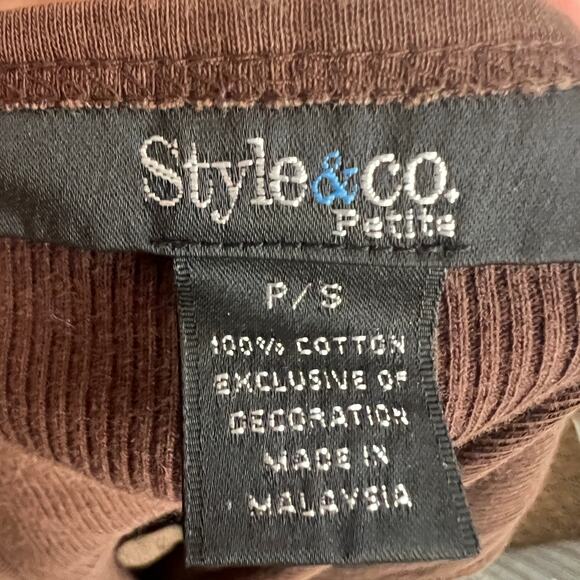 Style&co.
Petite
P/S
100% COTTON
EXCLUSIVE OF
DECORATION
MADE IN
MALAYSIA